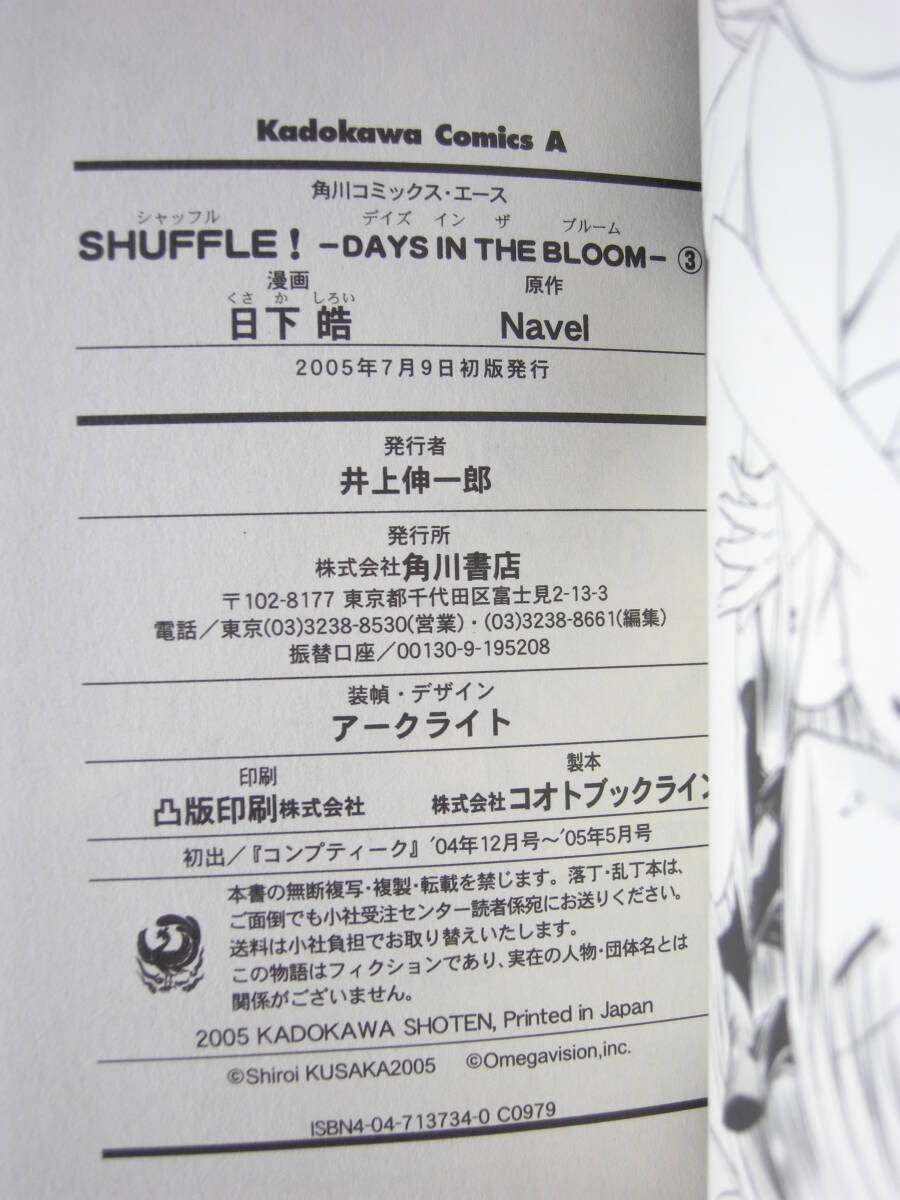 Kadokawa Comics A
角川コミックス・エース
シャッフル デイズ イン ザ ブルーム
SHUFFLE! -DAYS IN THE BLOOM- ③
漫画 原作
くさ か しろい
日下 皓 Navel
2005年7月9日初版発行
発行者
井上伸一郎
発行所
株式会社角川書店
〒102-8177 東京都千代田区富士見2-13-3
電話/東京(03)3238-8530(営業)・(03)3238-8661(編集)
振替口座/00130-9-195208
装幀・デザイン
アークライト
印刷 製本
凸版印刷株式会社 株式会社コオトブックライン
初出/『コンプティーク』'04年12月号~'05年5月号
本書の無断複写・複製・転載を禁じます。落丁・乱丁本は、
ご面倒でも小社受注センター読者係宛にお送りください。
送料は小社負担でお取り替えいたします。
この物語はフィクションであり、実在の人物・団体名とは
関係がございません。
2005 KADOKAWA SHOTEN, Printed in Japan
©Shiroi KUSAKA2005 ©Omegavision,inc.
ISBN4-04-713734-0 C0979